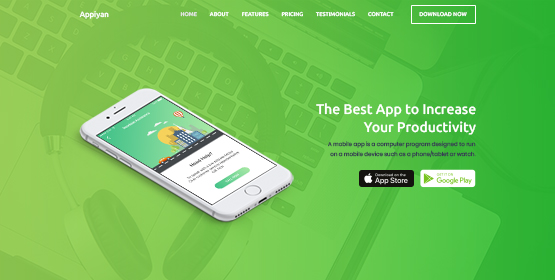 Appiyan
HOME ABOUT FEATURES PRICING TESTIMONIALS CONTACT DOWNLOAD NOW
The Best App to Increase
Your Productivity
A mobile app is a computer program designed to run
on a mobile device such as a phone/tablet or watch.
Download on the
App Store
GET IT ON
Google Play
Need Help?